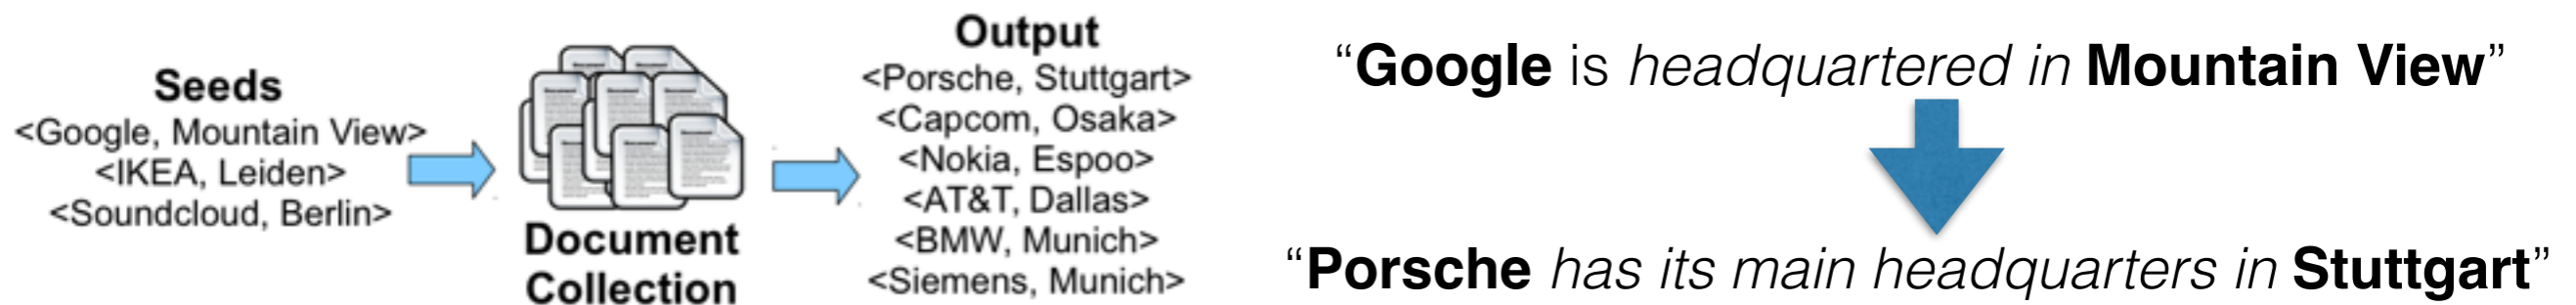 Seeds
<Google, Mountain View>
<IKEA, Leiden>
<Soundcloud, Berlin>
Document
Collection
Output
<Porsche, Stuttgart>
<Capcom, Osaka>
<Nokia, Espoo>
<AT&T, Dallas>
<BMW, Munich>
<Siemens, Munich>
“Google is headquartered in Mountain View”
“Porsche has its main headquarters in Stuttgart”